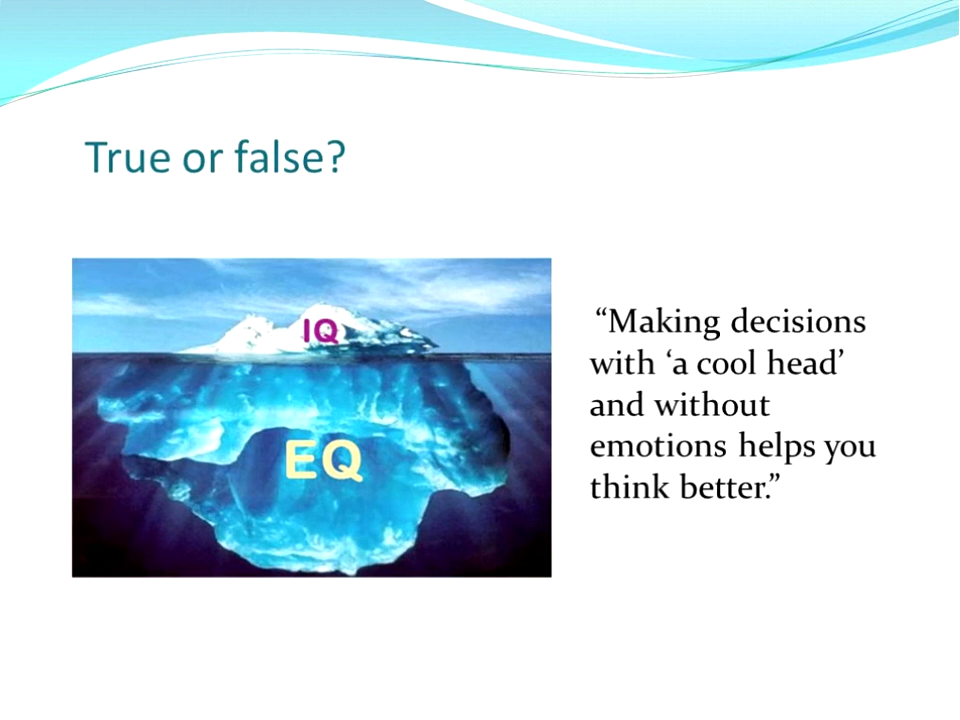 True or false?
IQ
EQ
“Making decisions
with ‘a cool head’
and without
emotions helps you
think better.”